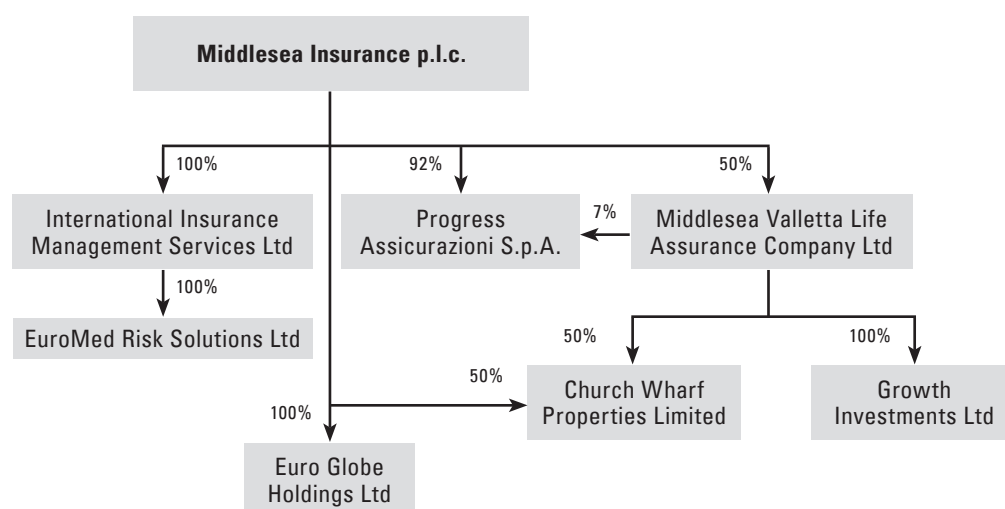 Middlesea Insurance p.l.c.
100%
92%
50%
International Insurance
Management Services Ltd
Progress
Assicurazioni S.p.A.
7%
Middlesea Valletta Life
Assurance Company Ltd
100%
EuroMed Risk Solutions Ltd
50%
100%
50%
Church Wharf
Properties Limited
Growth
Investments Ltd
100%
Euro Globe
Holdings Ltd